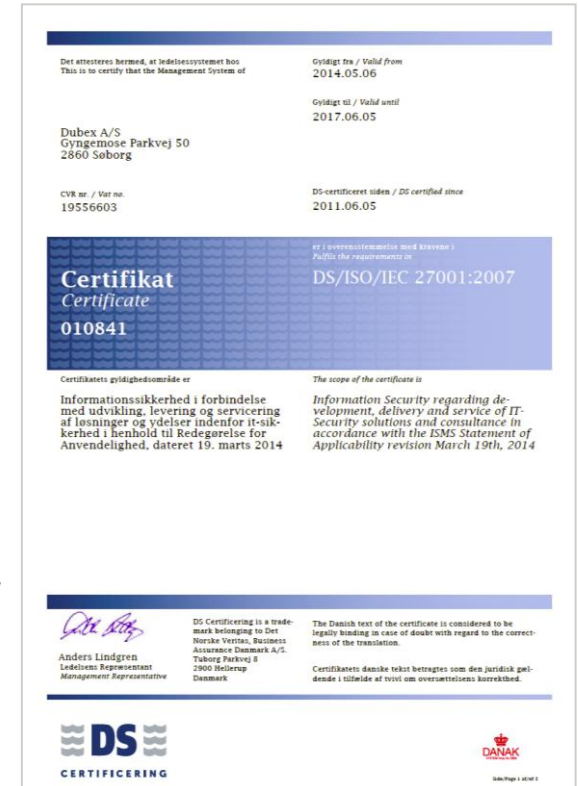 Det attesteres hermed, at ledelsessystemet hos
This is to certify that the Management System of
Gyldigt fra / Valid from
2014.05.06
Gyldigt til / Valid until
2017.06.05
Dubex A/S
Gyngemose Parkvej 50
2860 Søborg
CVR nr. / Vat no.
19556603
DS-certificeret siden / DS certified since
2011.06.05
Certifikat
Certificate
010841
er i overensstemmelse med kravene i
Fulfils the requirements in
DS/ISO/IEC 27001:2007
Certifikatets gyldighedsområde er
Informationssikkerhed i forbindelse
med udvikling, levering og servicering
af løsninger og ydelser indenfor it-sik-
kerhed i henhold til Redegørelse for
Anvendelighed, dateret 19. marts 2014
The scope of the certificate is
Information Security regarding de-
velopment, delivery and service of IT-
Security solutions and consultance in
accordance with the ISMS Statement of
Applicability revision March 19th, 2014
Anders Lindgren
Ledelsens Repræsentant
Management Representative
DS Certificering is a trade-
mark belonging to Det
Norske Veritas, Business
Assurance Danmark A/S.
Tuborg Parkvej 8
2900 Hellerup
Danmark
The Danish text of the certificate is considered to be
legally binding in case of doubt with regard to the correct-
ness of the translation.
Certifikatets danske tekst betragtes som den juridisk gæl-
dende i tilfælde af tvivl om oversættelsens korrekthed.
DS
CERTIFICERING
DANAK
Side/Page 1 af/of 2